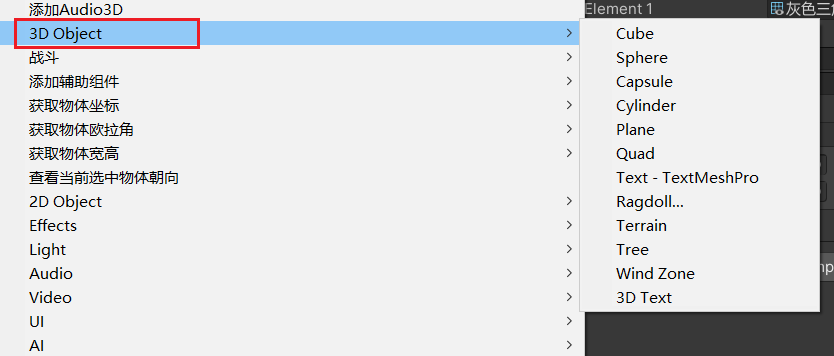 添加Audio3D
3D Object
战斗
添加辅助组件
获取物体坐标
获取物体欧拉角
获取物体宽高
查看当前选中物体朝向
2D Object
Effects
Light
Audio
Video
UI
AI
Element 1
灰色三角
Cube
Sphere
Capsule
Cylinder
Plane
Quad
Text - TextMeshPro
Ragdoll...
Terrain
Tree
Wind Zone
3D Text